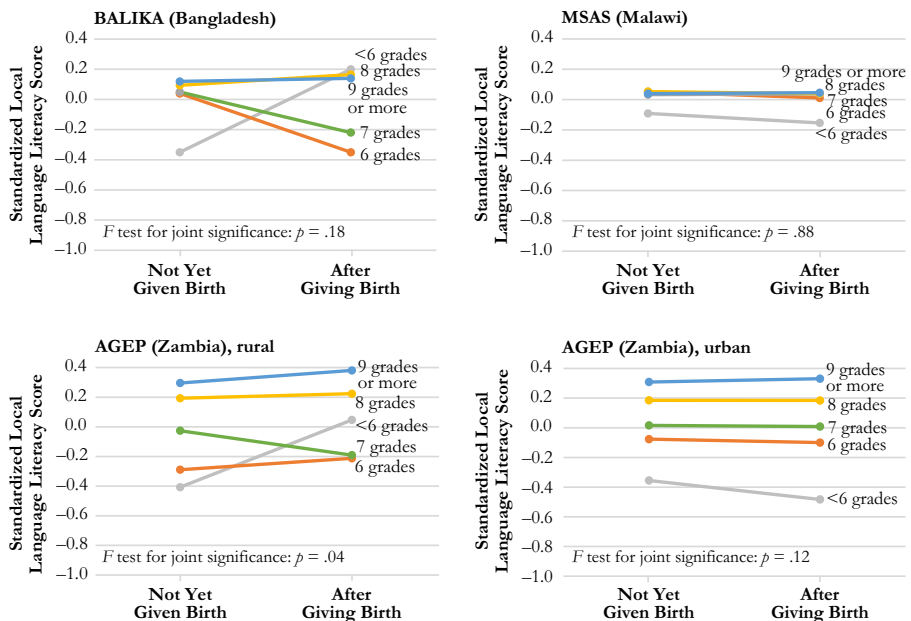 BALIKA (Bangladesh)
Standardized Local
Language Literacy Score
0.4
0.2
0.0
–0.2
–0.4
–0.6
–0.8
–1.0
<6 grades
8 grades
9 grades
or more
7 grades
6 grades
F test for joint significance: p = .18
Not Yet
Given Birth
After
Giving Birth
MSAS (Malawi)
Standardized Local
Language Literacy Score
0.4
0.2
0.0
–0.2
–0.4
–0.6
–0.8
–1.0
9 grades or more
8 grades
7 grades
6 grades
<6 grades
F test for joint significance: p = .88
Not Yet
Given Birth
After
Giving Birth
AGEP (Zambia), rural
Standardized Local
Language Literacy Score
0.4
0.2
0.0
–0.2
–0.4
–0.6
–0.8
–1.0
9 grades
or more
8 grades
<6 grades
7 grades
6 grades
F test for joint significance: p = .04
Not Yet
Given Birth
After
Giving Birth
AGEP (Zambia), urban
Standardized Local
Language Literacy Score
0.4
0.2
0.0
–0.2
–0.4
–0.6
–0.8
–1.0
9 grades
or more
8 grades
7 grades
6 grades
<6 grades
F test for joint significance: p = .12
Not Yet
Given Birth
After
Giving Birth